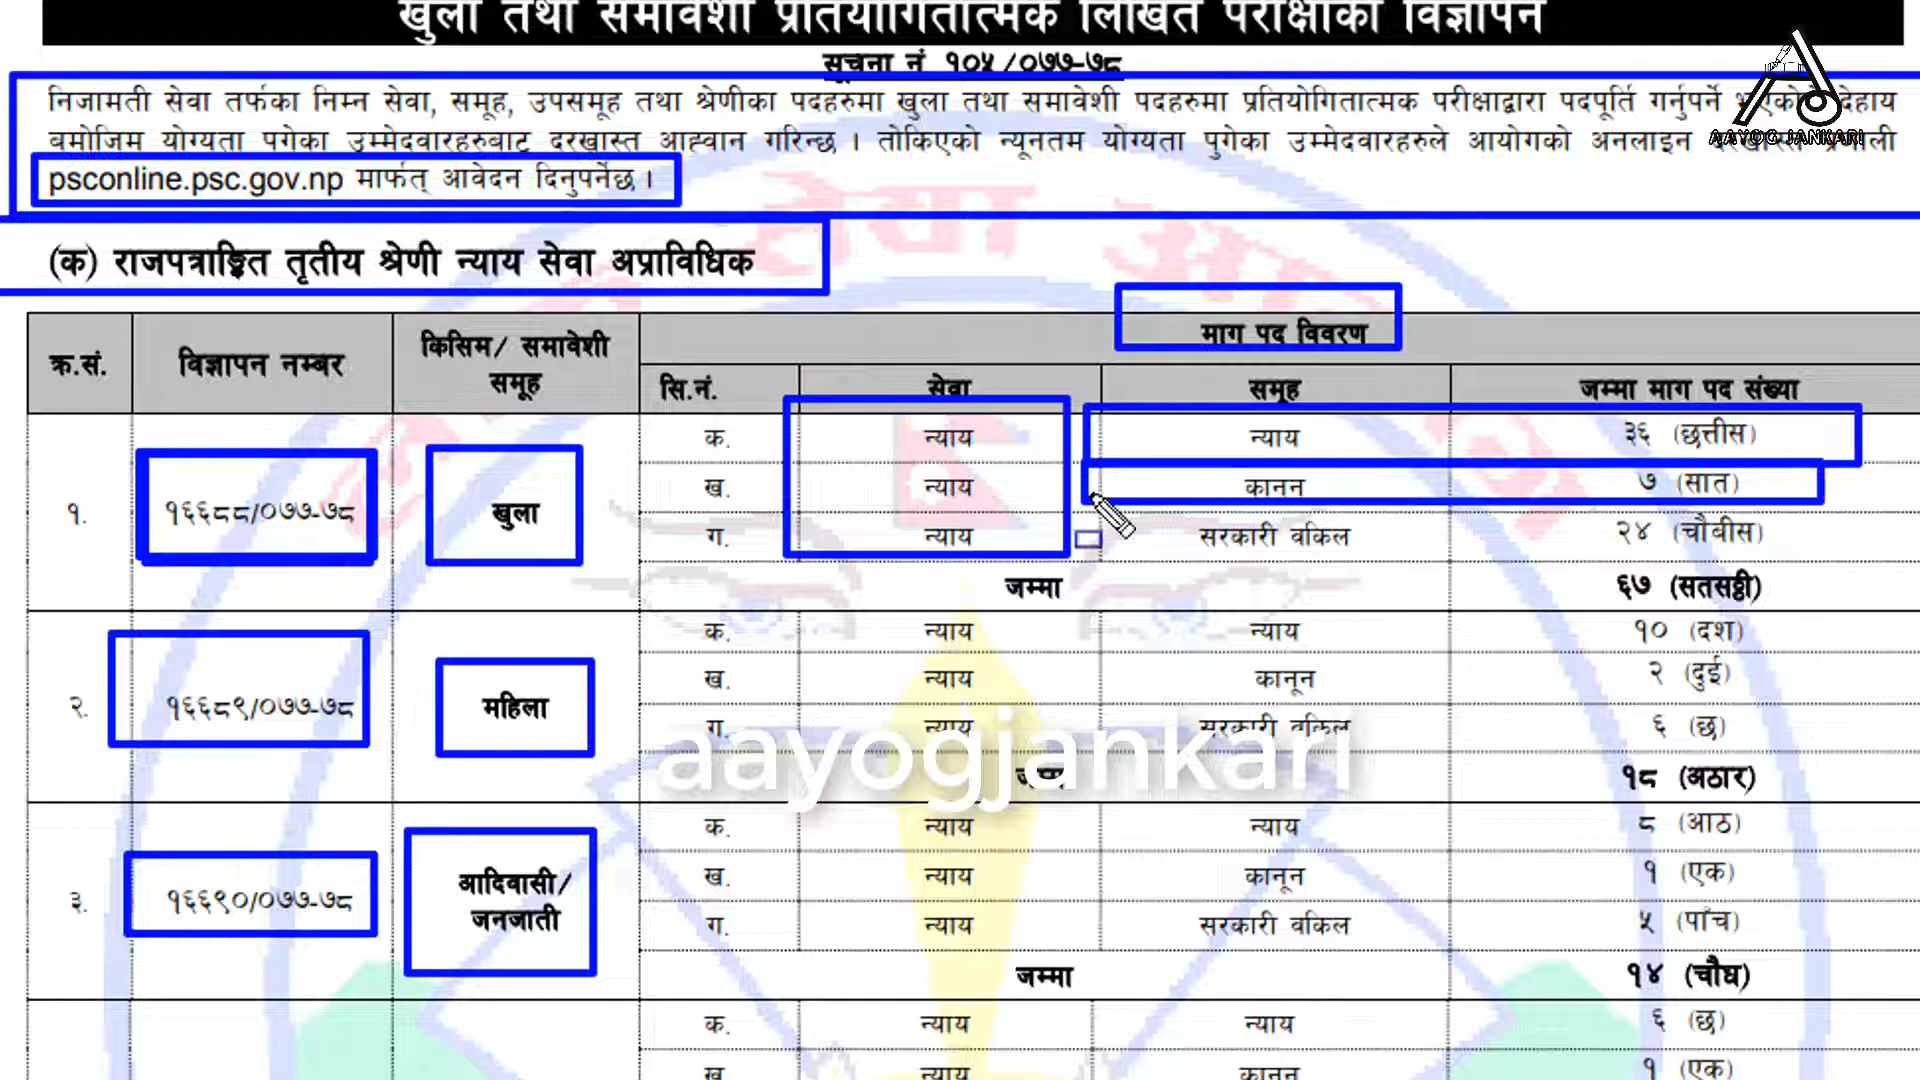 खुला तथा समावेशी प्रतियोगितात्मक लिखित परीक्षाको विज्ञापन
सूचना नं १०५/०७७-७८
निजामती सेवा तर्फका निम्न सेवा, समूह, उपसमूह तथा श्रेणीका पदहरुमा खुला तथा समावेशी पदहरुमा प्रतियोगितात्मक परीक्षाद्वारा पदपूर्ति गर्नुपर्ने देहाय
बमोजिम योग्यता पुगेका उम्मेदवारहरुबाट दरखास्त आह्वान गरिन्छ । तोकिएको न्यूनतम योग्यता पुगेका उम्मेदवारहरुले आयोगको अनलाइन
psconline.psc.gov.np मार्फत् आवेदन दिनुपर्नेछ ।
AAYOG JANKARI
(क) राजपत्राङ्कित तृतीय श्रेणी न्याय सेवा अप्राविधिक
क्र.सं. विज्ञापन नम्बर किसिम/ समावेशी समूह माग पद विवरण
सि.नं. सेवा समूह जम्मा माग पद संख्या
१. १६६८८/०७७-७८ खुला
क. न्याय न्याय ३६ (छत्तीस)
ख. न्याय कानून ७ (सात)
ग. न्याय सरकारी वकिल २४ (चौबीस)
जम्मा ६७ (सतसठ्ठी)
२. १६६८९/०७७-७८ महिला
क. न्याय न्याय १० (दश)
ख. न्याय कानून २ (दुई)
ग. न्याय सरकारी वकिल ६ (छ)
जम्मा १८ (अठार)
aayogjankari
३. १६६९०/०७७-७८ आदिवासी/ जनजाती
क. न्याय न्याय ८ (आठ)
ख. न्याय कानून १ (एक)
ग. न्याय सरकारी वकिल ५ (पाँच)
जम्मा १४ (चौध)
क. न्याय न्याय ६ (छ)
ख. न्याय कानून १ (एक)